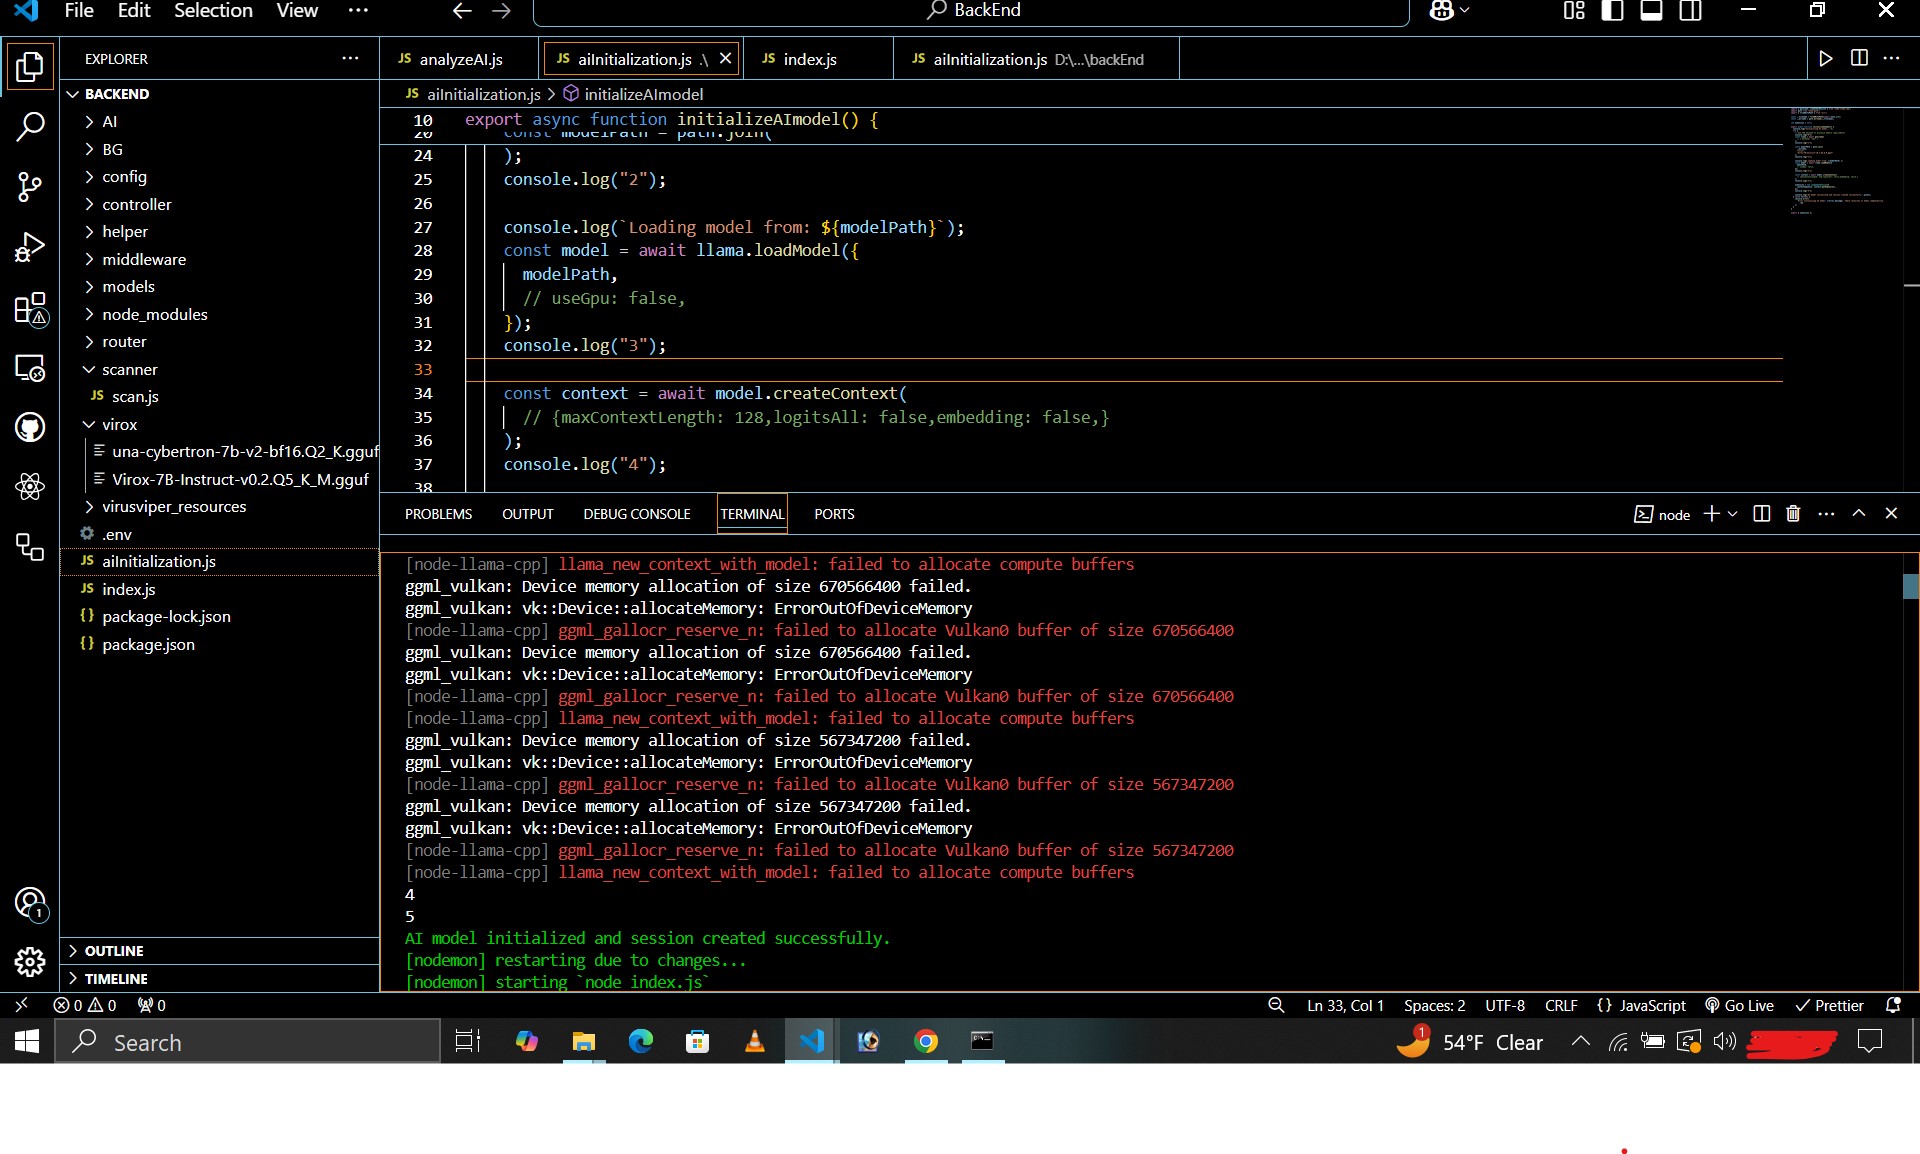 File Edit Selection View ··· BackEnd
EXPLORER ···
JS analyzeAI.js JS aiInitialization.js .\ JS index.js JS aiInitialization.js D:\...\backEnd
BACKEND
AI
BG
config
controller
helper
middleware
models
node_modules
router
scanner
JS scan.js
virox
una-cybertron-7b-v2-bf16.Q2_K.gguf
Virox-7B-Instruct-v0.2.Q5_K_M.gguf
virusviper_resources
.env
JS aiInitialization.js
JS index.js
{} package-lock.json
{} package.json
OUTLINE
TIMELINE
JS aiInitialization.js > initializeAImodel
10 export async function initializeAImodel() {
20 const modelPath = path.join(
24 );
25 console.log("2");
26
27 console.log(`Loading model from: ${modelPath}`);
28 const model = await llama.loadModel({
29 modelPath,
30 // useGpu: false,
31 });
32 console.log("3");
33
34 const context = await model.createContext(
35 // {maxContextLength: 128,logitsAll: false,embedding: false,}
36 );
37 console.log("4");
38
PROBLEMS OUTPUT DEBUG CONSOLE TERMINAL PORTS node
[node-llama-cpp] llama_new_context_with_model: failed to allocate compute buffers
ggml_vulkan: Device memory allocation of size 670566400 failed.
ggml_vulkan: vk::Device::allocateMemory: ErrorOutOfDeviceMemory
[node-llama-cpp] ggml_gallocr_reserve_n: failed to allocate Vulkan0 buffer of size 670566400
ggml_vulkan: Device memory allocation of size 670566400 failed.
ggml_vulkan: vk::Device::allocateMemory: ErrorOutOfDeviceMemory
[node-llama-cpp] ggml_gallocr_reserve_n: failed to allocate Vulkan0 buffer of size 670566400
[node-llama-cpp] llama_new_context_with_model: failed to allocate compute buffers
ggml_vulkan: Device memory allocation of size 567347200 failed.
ggml_vulkan: vk::Device::allocateMemory: ErrorOutOfDeviceMemory
[node-llama-cpp] ggml_gallocr_reserve_n: failed to allocate Vulkan0 buffer of size 567347200
ggml_vulkan: Device memory allocation of size 567347200 failed.
ggml_vulkan: vk::Device::allocateMemory: ErrorOutOfDeviceMemory
[node-llama-cpp] ggml_gallocr_reserve_n: failed to allocate Vulkan0 buffer of size 567347200
[node-llama-cpp] llama_new_context_with_model: failed to allocate compute buffers
4
5
AI model initialized and session created successfully.
[nodemon] restarting due to changes...
[nodemon] starting `node index.js`
1
0 0 0 Ln 33, Col 1 Spaces: 2 UTF-8 CRLF {} JavaScript Go Live Prettier
Search 1 54°F Clear